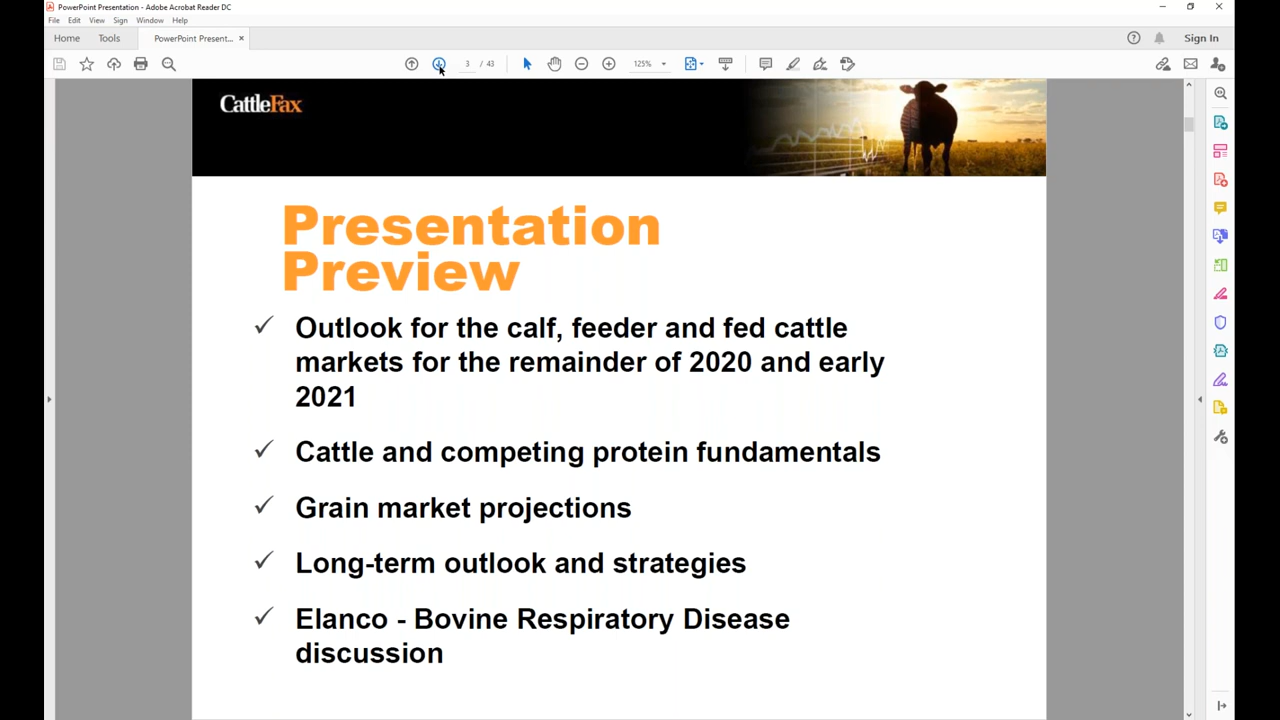 PowerPoint Presentation - Adobe Acrobat Reader DC
File Edit View Sign Window Help
Home Tools PowerPoint Present... × Sign In
3 / 43 125%
CattleFax
Presentation
Preview
✓ Outlook for the calf, feeder and fed cattle
markets for the remainder of 2020 and early
2021
✓ Cattle and competing protein fundamentals
✓ Grain market projections
✓ Long-term outlook and strategies
✓ Elanco - Bovine Respiratory Disease
discussion